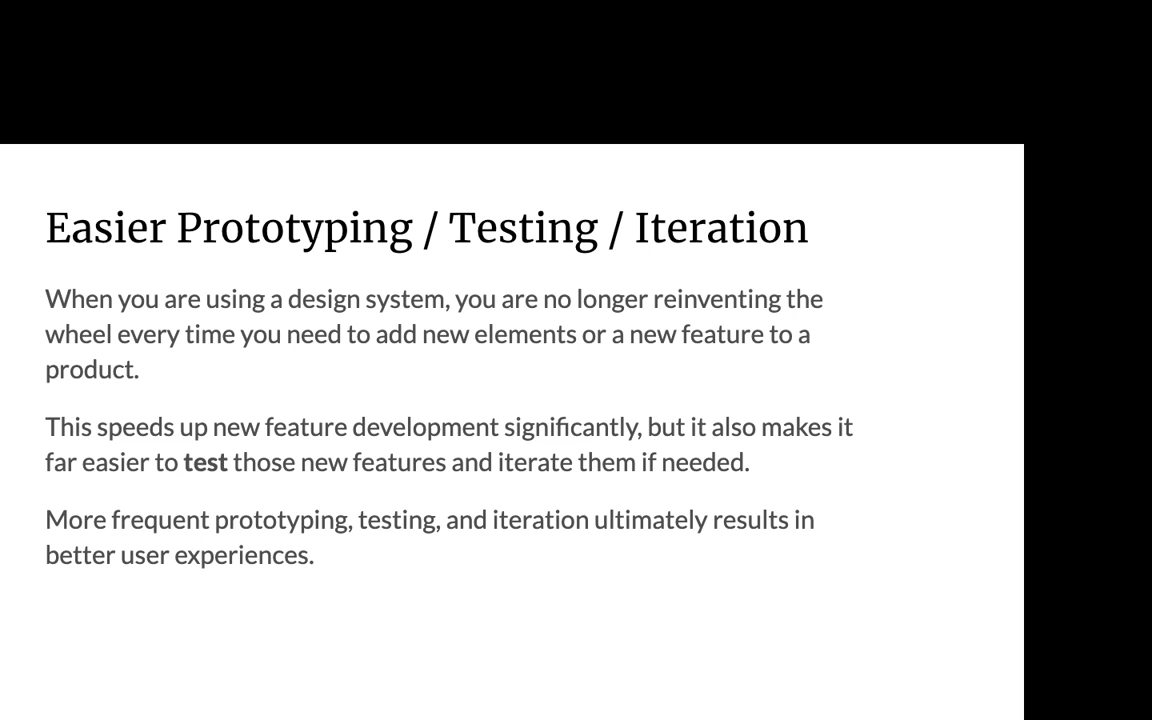 Easier Prototyping / Testing / Iteration
When you are using a design system, you are no longer reinventing the
wheel every time you need to add new elements or a new feature to a
product.
This speeds up new feature development significantly, but it also makes it
far easier to test those new features and iterate them if needed.
More frequent prototyping, testing, and iteration ultimately results in
better user experiences.